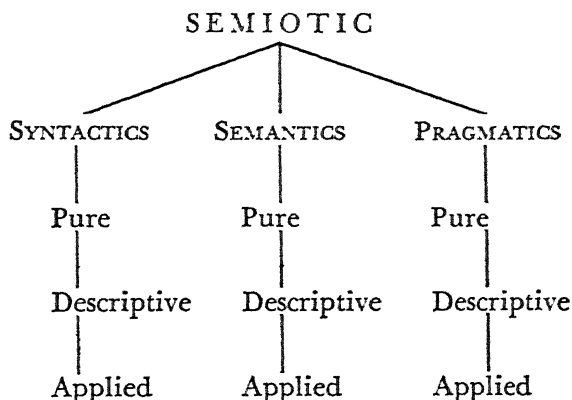 SEMIOTIC
SYNTACTICS SEMANTICS PRAGMATICS
Pure Pure Pure
Descriptive Descriptive Descriptive
Applied Applied Applied